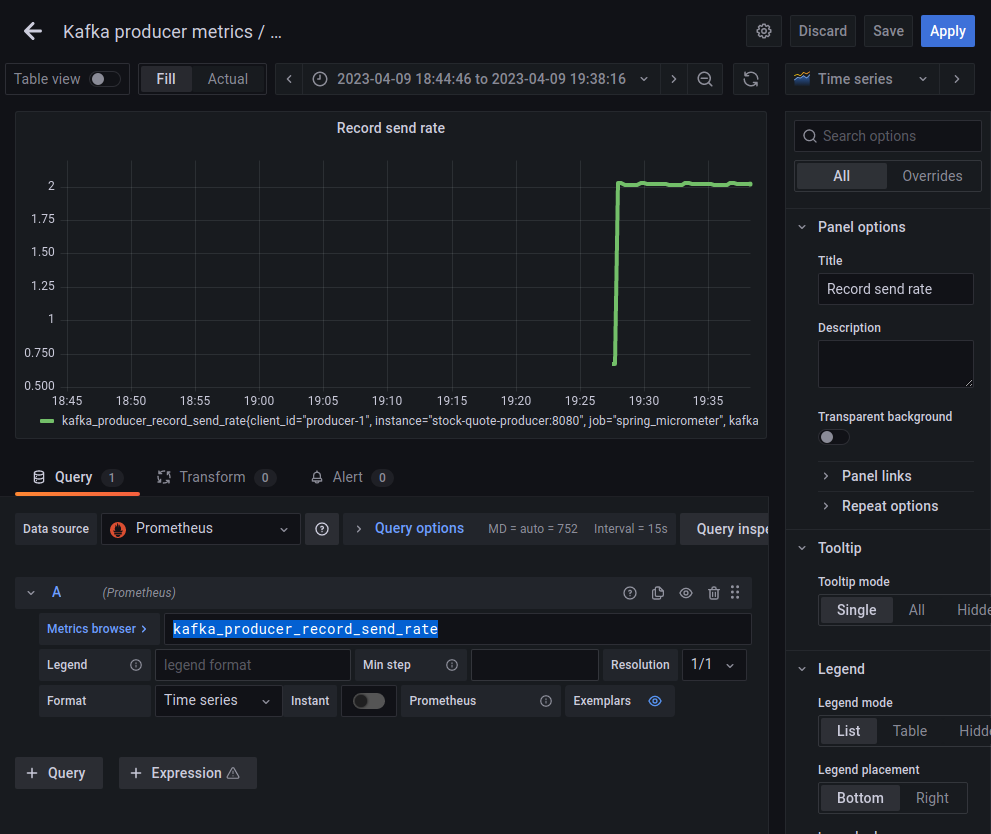 Kafka producer metrics / ...
Discard
Save
Apply
Table view
Fill
Actual
2023-04-09 18:44:46 to 2023-04-09 19:38:16
Time series
Record send rate
2
1.75
1.50
1.25
1
0.750
0.500
18:45
18:50
18:55
19:00
19:05
19:10
19:15
19:20
19:25
19:30
19:35
kafka_producer_record_send_rate{client_id="producer-1", instance="stock-quote-producer:8080", job="spring_micrometer", kafka
Search options
All
Overrides
Panel options
Title
Record send rate
Description
Transparent background
Panel links
Repeat options
Tooltip
Tooltip mode
Single
All
Hidde
Legend
Legend mode
List
Table
Hidde
Legend placement
Bottom
Right
Query
1
Transform
0
Alert
0
Data source
Prometheus
Query options
MD = auto = 752
Interval = 15s
Query inspe
A
(Prometheus)
Metrics browser >
kafka_producer_record_send_rate
Legend
legend format
Min step
Resolution
1/1
Format
Time series
Instant
Prometheus
Exemplars
+ Query
+ Expression